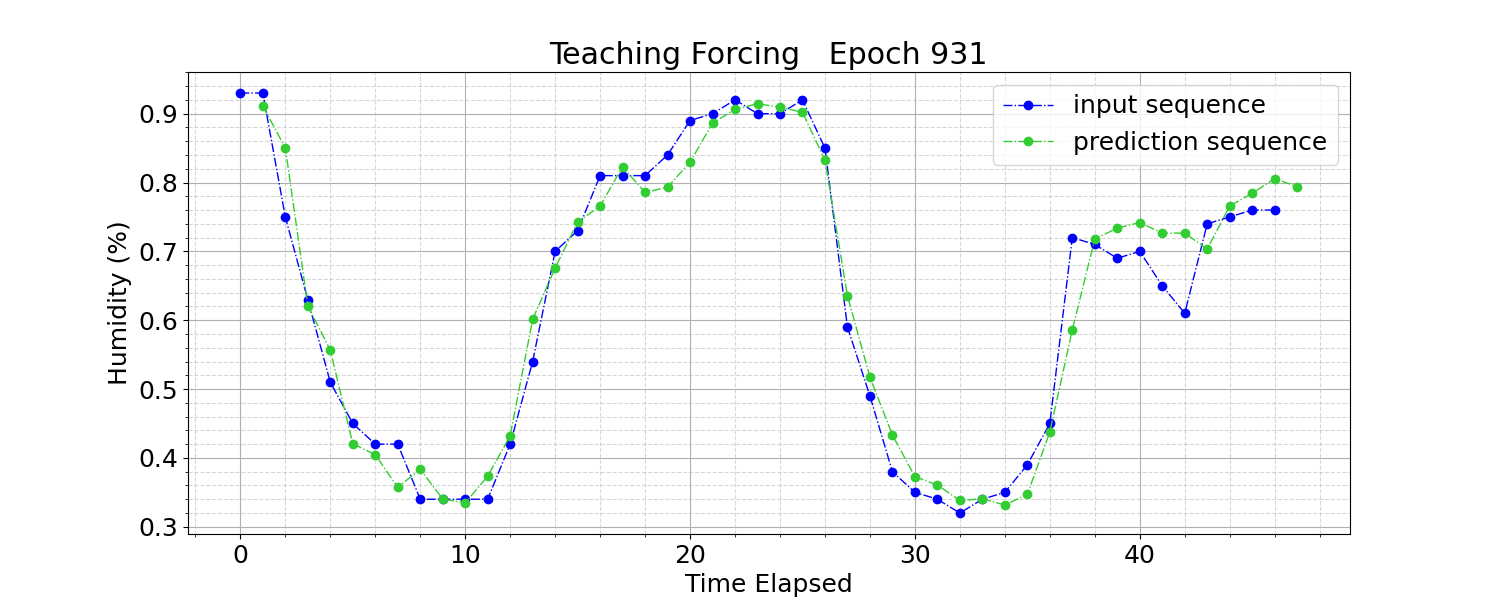 Teaching Forcing   Epoch 931
input sequence
prediction sequence
Humidity (%)
0.9
0.8
0.7
0.6
0.5
0.4
0.3
0 10 20 30 40
Time Elapsed